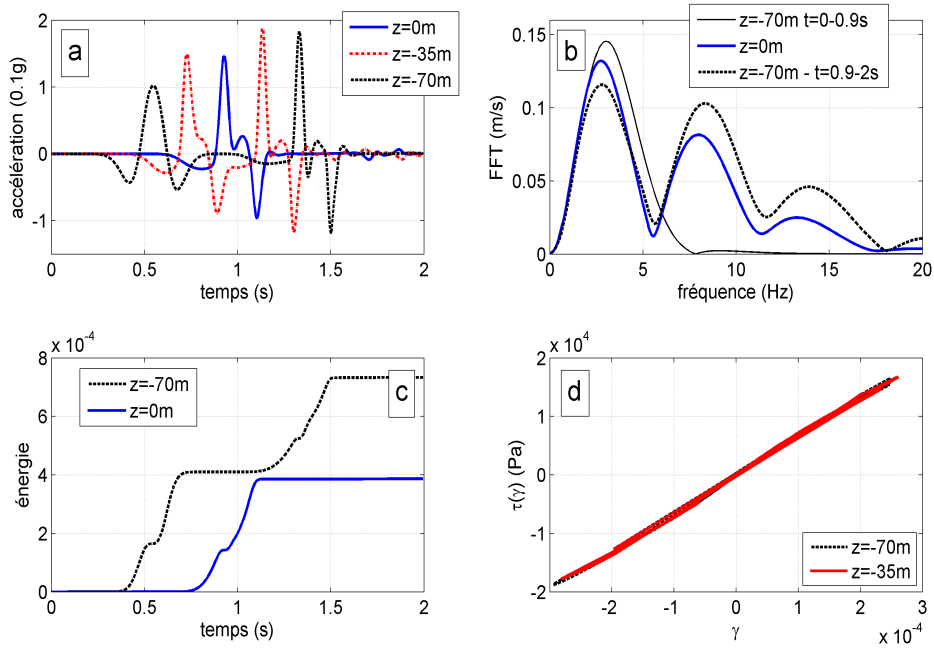 a
z=0m
z=-35m
z=-70m
accélération (0.1g)
2
1
0
-1
0
0.5
1
1.5
2
temps (s)
b
z=-70m t=0-0.9s
z=0m
z=-70m - t=0.9-2s
FFT (m/s)
0.15
0.1
0.05
0
0
5
10
15
20
fréquence (Hz)
x 10⁻⁴
z=-70m
z=0m
c
énergie
8
6
4
2
0
0
0.5
1
1.5
2
temps (s)
x 10⁴
d
τ(γ) (Pa)
2
1
0
-1
-2
z=-70m
z=-35m
-2
-1
0
1
2
3
γ
x 10⁻⁴